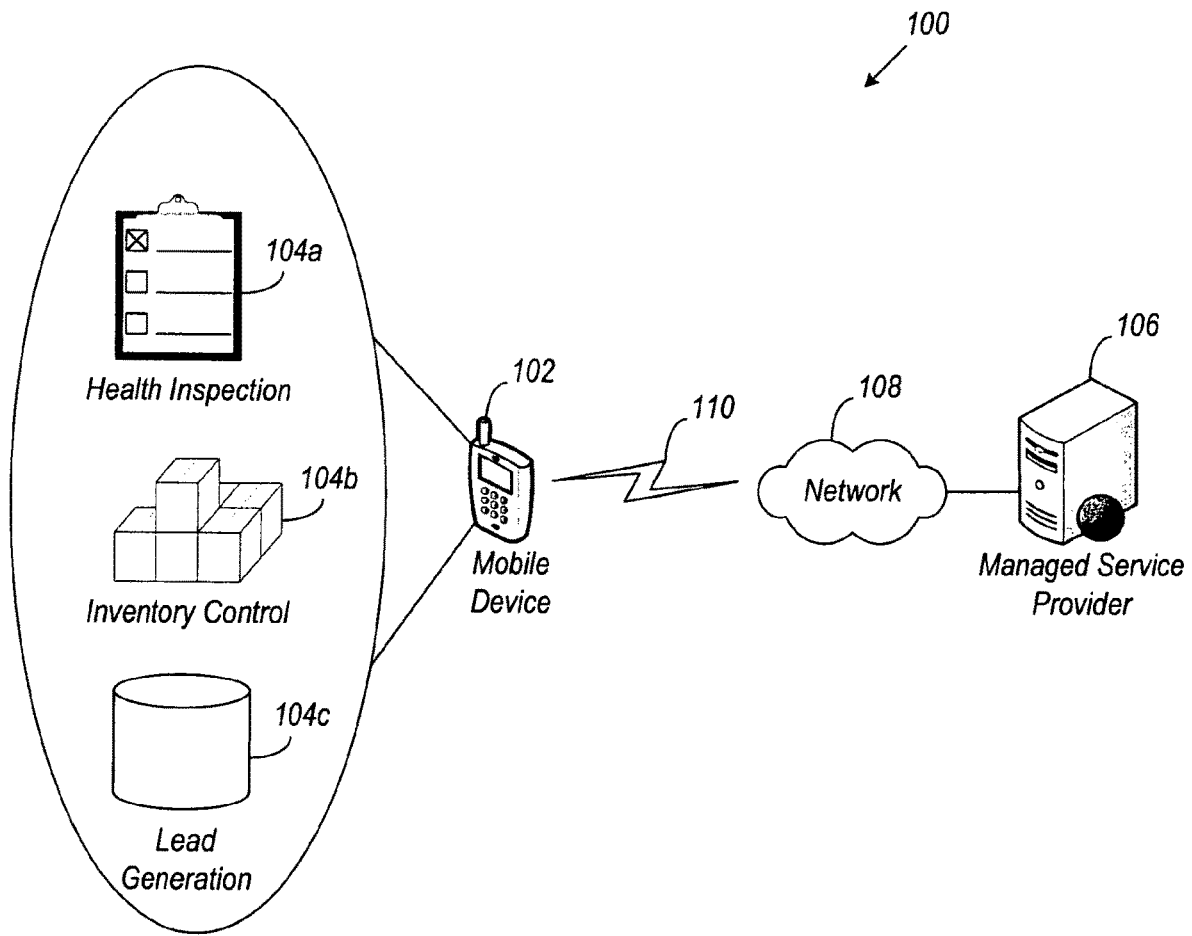 100
104a
Health Inspection
104b
Inventory Control
104c
Lead
Generation
102
Mobile
Device
110
108
Network
106
Managed Service
Provider